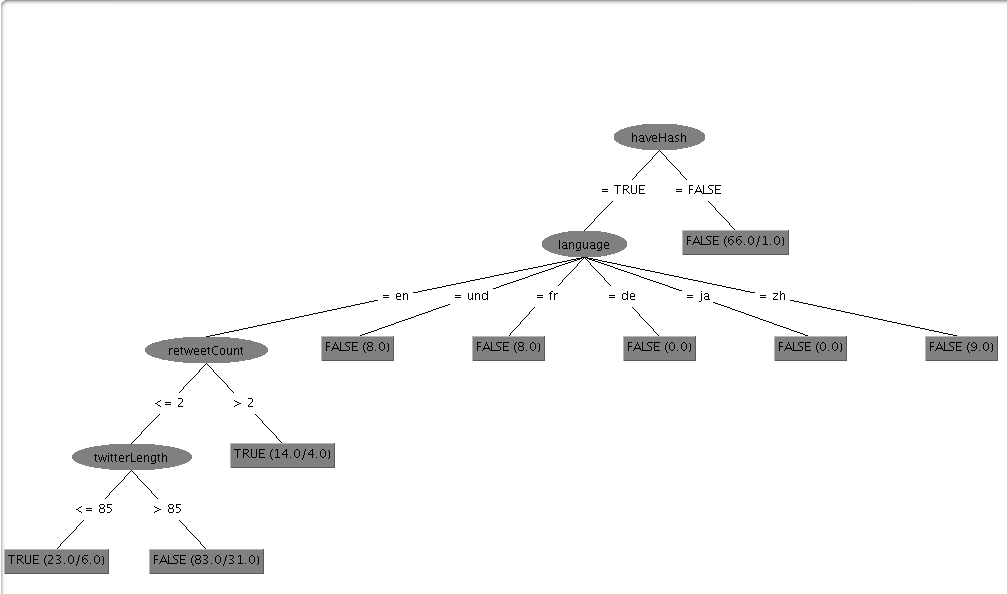 haveHash
= TRUE
= FALSE
language
FALSE (66.0/1.0)
= en
= und
= fr
= de
= ja
= zh
retweetCount
FALSE (8.0)
FALSE (8.0)
FALSE (0.0)
FALSE (0.0)
FALSE (9.0)
<= 2
> 2
twitterLength
TRUE (14.0/4.0)
<= 85
> 85
TRUE (23.0/6.0)
FALSE (83.0/31.0)